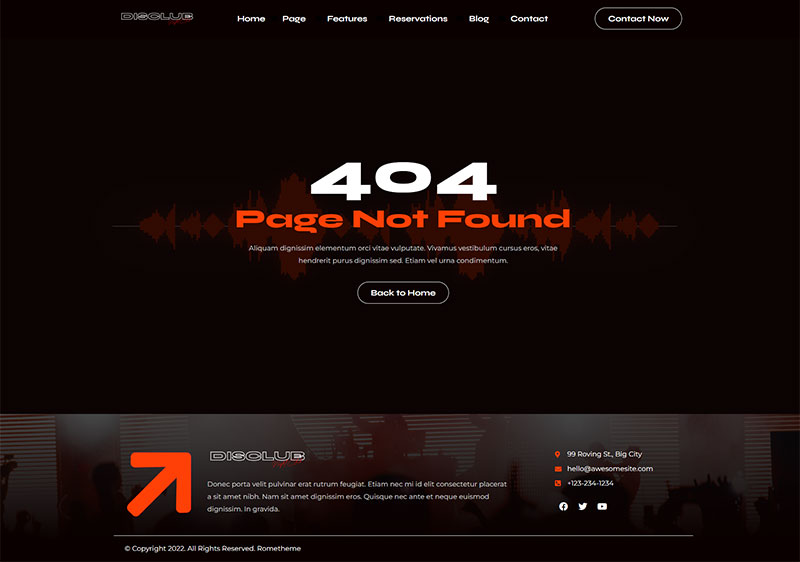 DISCLUB
Home Page Features Reservations Blog Contact
Contact Now
404
Page Not Found
Aliquam dignissim elementum orci vitae vulputate. Vivamus vestibulum cursus eros, vitae
hendrerit purus dignissim sed. Etiam vel urna condimentum.
Back to Home
DISCLUB
Donec porta velit pulvinar erat rutrum feugiat. Etiam nec mi id elit consectetur placerat
a sit amet nibh. Nam sit amet dignissim eros. Quisque nec ante et neque euismod
dignissim. In gravida.
99 Roving St., Big City
hello@awesomesite.com
+123-234-1234
© Copyright 2022. All Rights Reserved. Rometheme